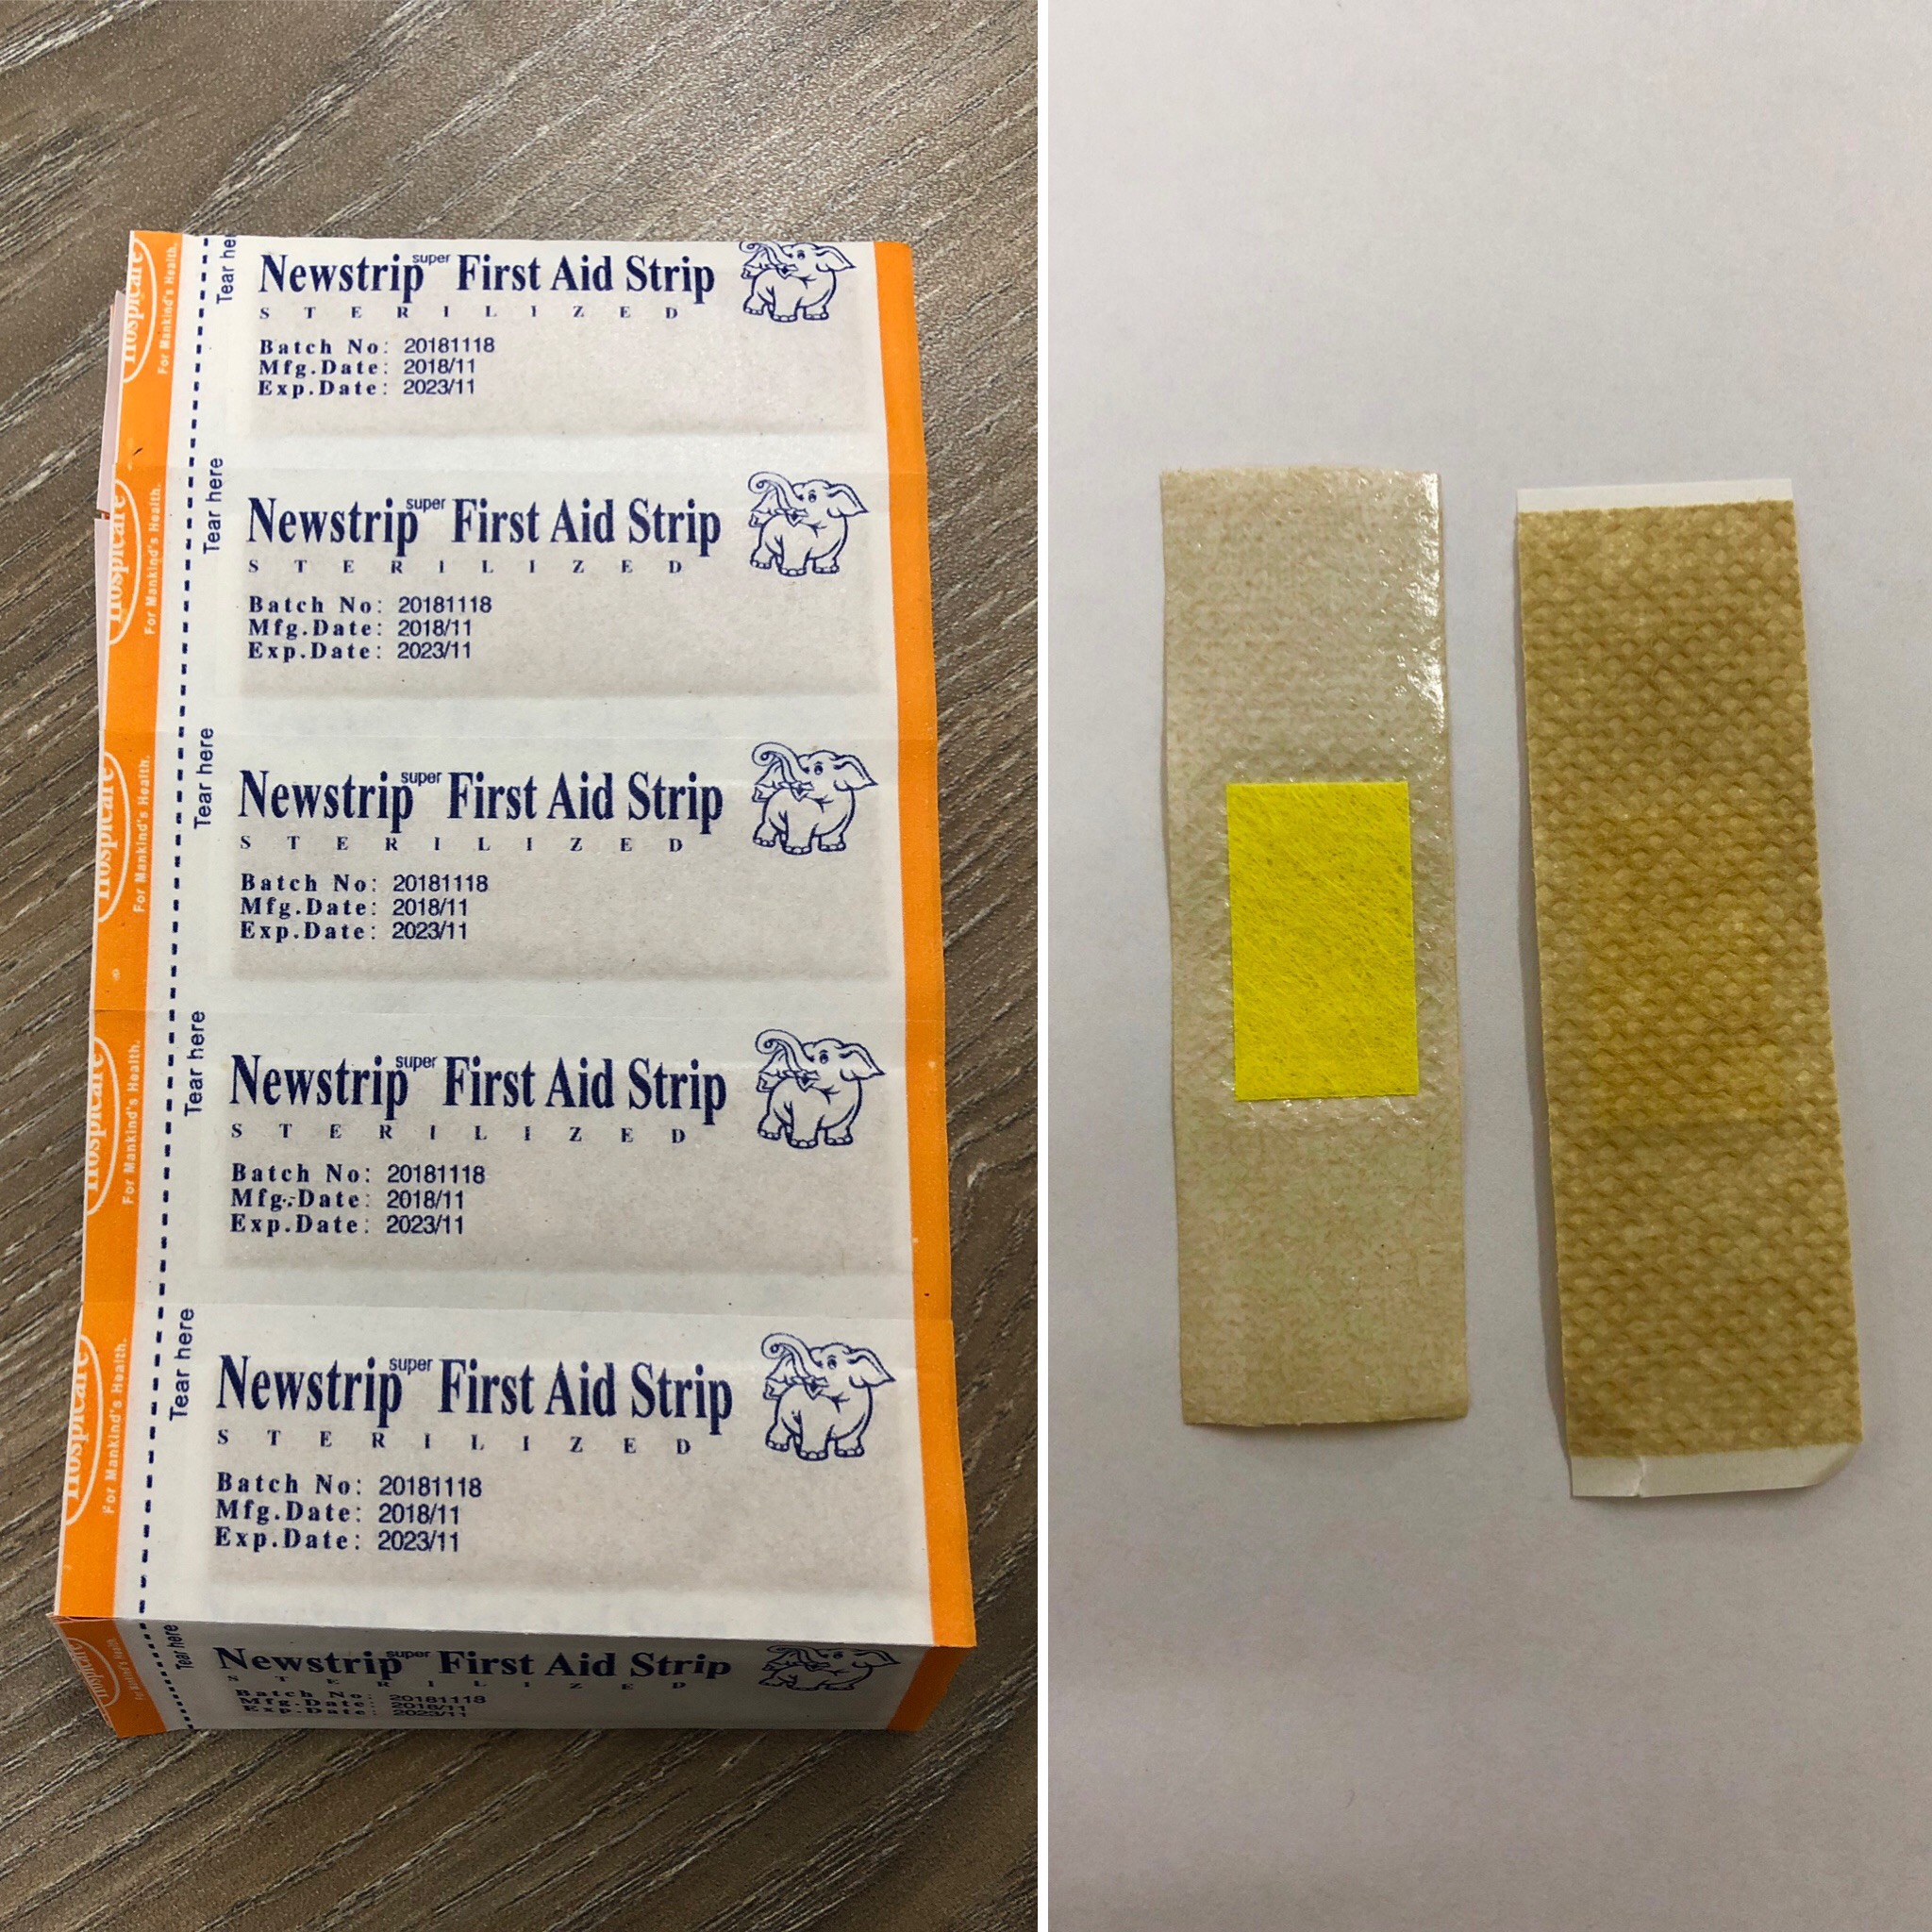 Hospicare
For Mankind's Health.
Tear here
Newstrip super First Aid Strip
STERILIZED
Batch No: 20181118
Mfg.Date: 2018/11
Exp.Date: 2023/11
Hospicare
For Mankind's Health.
Tear here
Newstrip super First Aid Strip
STERILIZED
Batch No: 20181118
Mfg.Date: 2018/11
Exp.Date: 2023/11
Hospicare
For Mankind's Health.
Tear here
Newstrip super First Aid Strip
STERILIZED
Batch No: 20181118
Mfg.Date: 2018/11
Exp.Date: 2023/11
Hospicare
For Mankind's Health.
Tear here
Newstrip super First Aid Strip
STERILIZED
Batch No: 20181118
Mfg.Date: 2018/11
Exp.Date: 2023/11
Hospicare
For Mankind's Health.
Tear here
Newstrip super First Aid Strip
STERILIZED
Batch No: 20181118
Mfg.Date: 2018/11
Exp.Date: 2023/11
Hospicare
For Mankind's Health.
Tear here
Newstrip super First Aid Strip
STERILIZED
Batch No: 20181118
Mfg.Date: 2018/11
Exp.Date: 2023/11